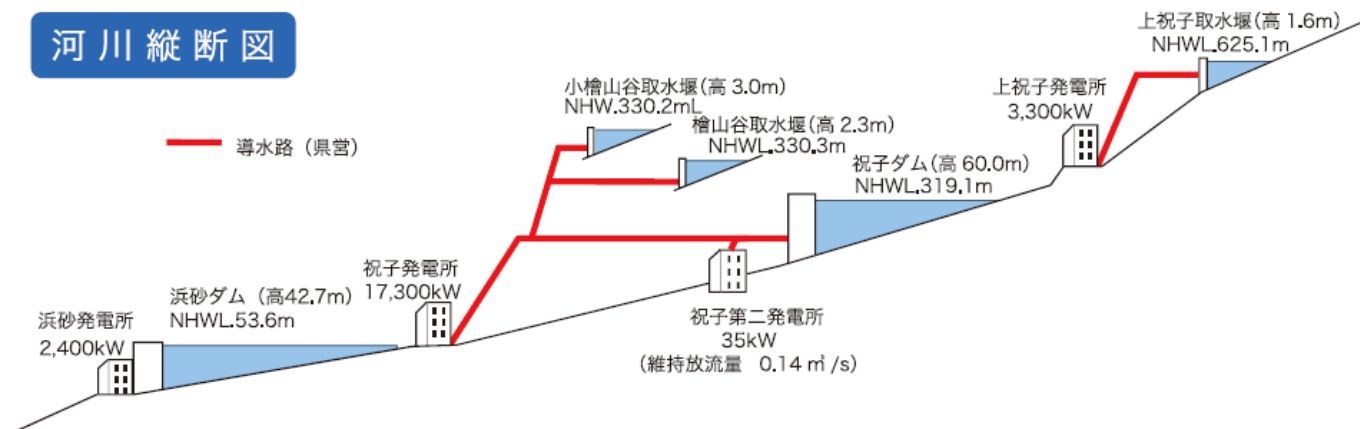 河川縦断図
導水路（県営）
上祝子取水堰(高 1.6m)
NHWL.625.1m
上祝子発電所
3,300kW
小檜山谷取水堰(高 3.0m)
NHW.330.2mL
檜山谷取水堰(高 2.3m)
NHWL.330.3m
祝子ダム(高 60.0m)
NHWL.319.1m
祝子発電所
17,300kW
浜砂ダム（高42.7m)
NHWL.53.6m
浜砂発電所
2,400kW
祝子第二発電所
35kW
（維持放流量　0.14 ㎥ /s）